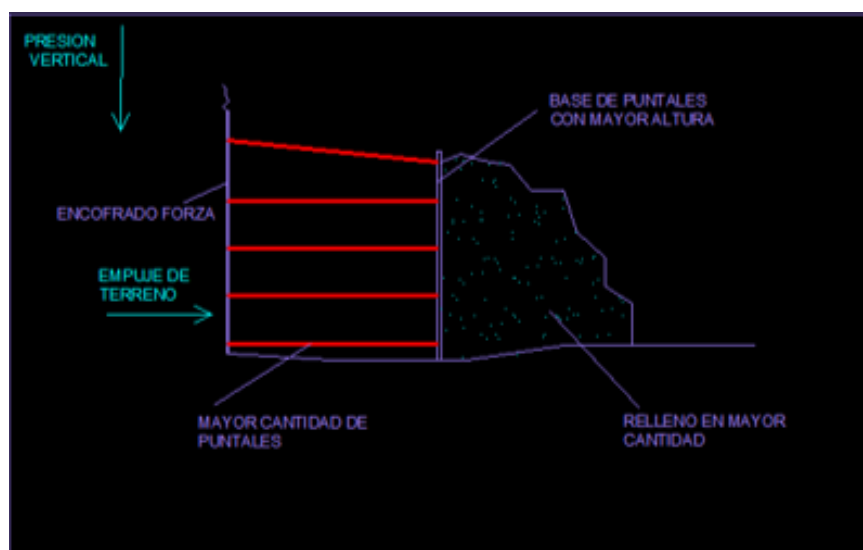 PRESION
VERTICAL
BASE DE PUNTALES
CON MAYOR ALTURA
ENCOFRADO FORZA
EMPUJE DE
TERRENO
MAYOR CANTIDAD DE
PUNTALES
RELLENO EN MAYOR
CANTIDAD